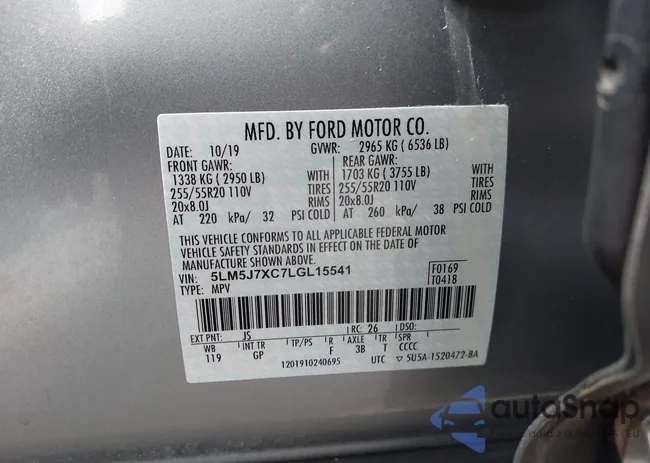 MFD. BY FORD MOTOR CO.
DATE: 10/19 GVWR: 2965 KG ( 6536 LB)
FRONT GAWR: REAR GAWR:
1338 KG ( 2950 LB) WITH 1703 KG ( 3755 LB) WITH
255/55R20 110V TIRES 255/55R20 110V TIRES
20x8.0J RIMS 20x8.0J RIMS
AT 220 kPa/ 32 PSI COLD AT 260 kPa/ 38 PSI COLD
THIS VEHICLE CONFORMS TO ALL APPLICABLE FEDERAL MOTOR
VEHICLE SAFETY STANDARDS IN EFFECT ON THE DATE OF
MANUFACTURE SHOWN ABOVE.
VIN: 5LM5J7XC7LGL15541 F0169
TYPE: MPV T0418
EXT PNT: JS RC: 26 DSO:
WB INT TR TP/PS R AXLE TR SPR
119 GP F 3B T CCCC
1201910240695 UTC 5U5A-1520472-BA
autoSnap